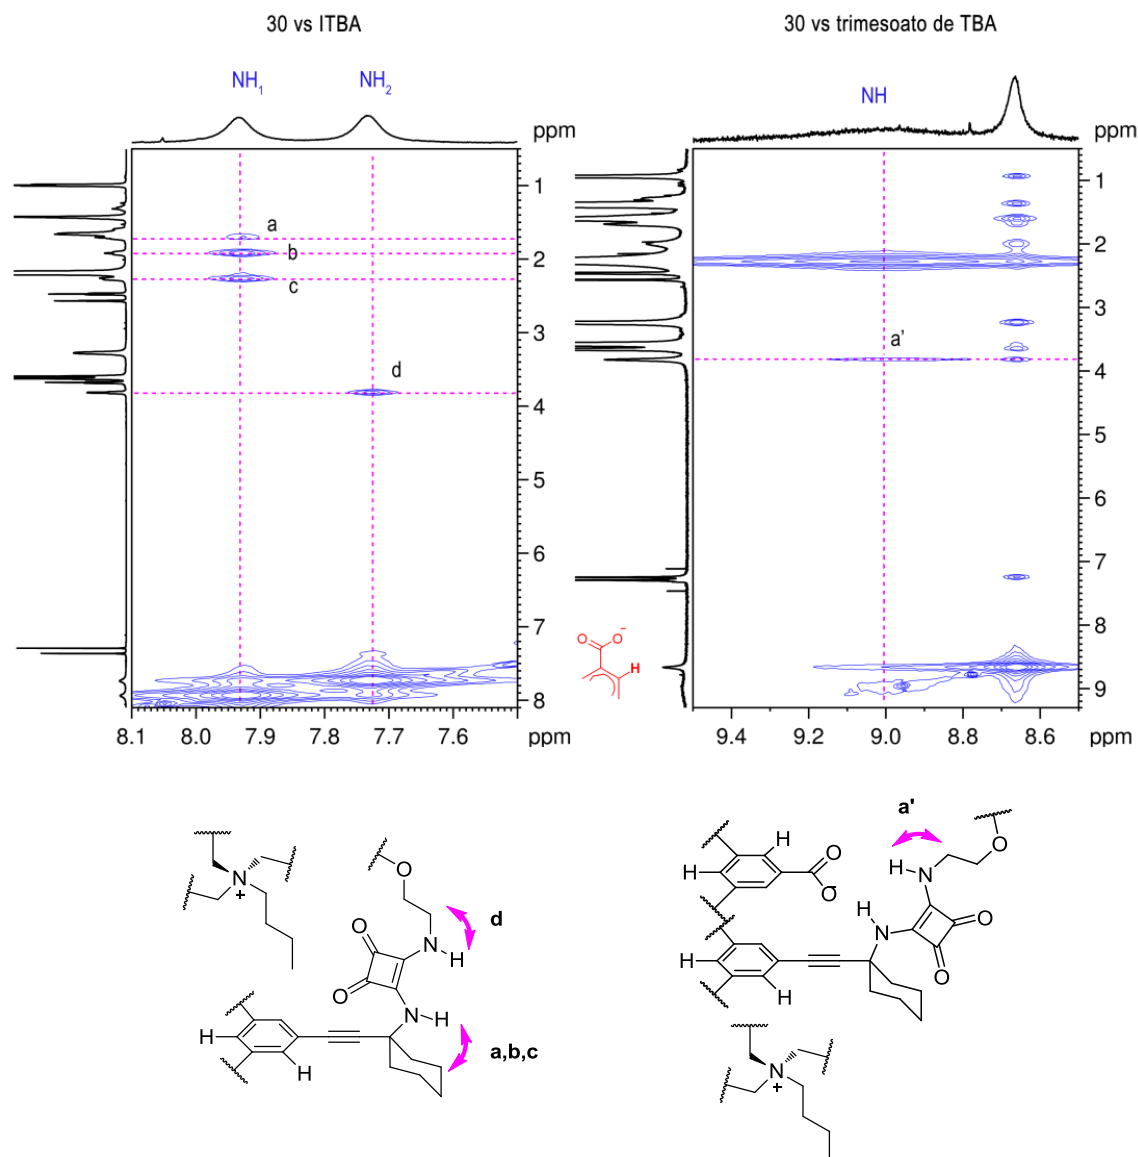 30 vs ITBA
30 vs trimesoato de TBA
NH1
NH2
NH
ppm
ppm
a
b
c
d
1
2
3
4
5
6
7
8
8.1 8.0 7.9 7.8 7.7 7.6 ppm
a'
1
2
3
4
5
6
7
8
9
9.4 9.2 9.0 8.8 8.6 ppm
O O-
H
N
+
O
d
O
N H
O
N H
H
H
a,b,c
a'
O
H
O
H
O-
H N
H N
O
O
H
H
N
+